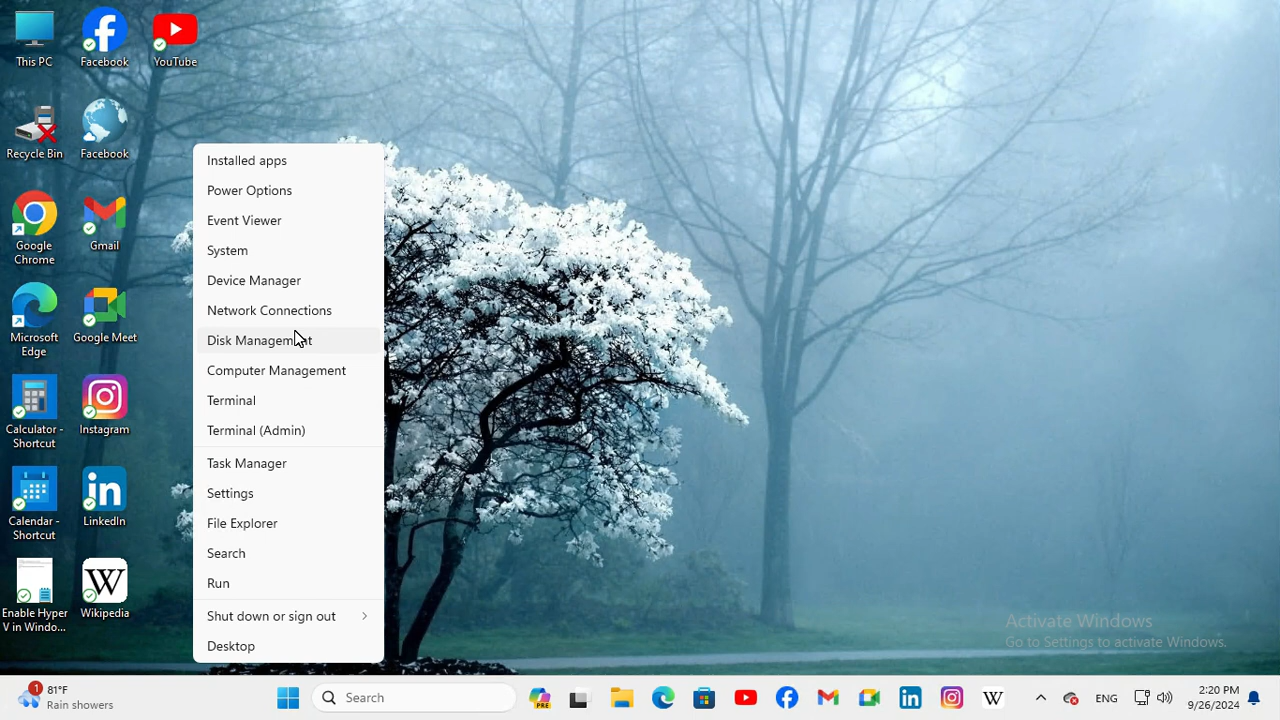 This PC
Facebook
YouTube
Recycle Bin
Facebook
Google
Chrome
Gmail
Microsoft
Edge
Google Meet
Calculator -
Shortcut
Instagram
Calendar -
Shortcut
LinkedIn
Enable Hyper
V in Windo...
Wikipedia
W
Installed apps
Power Options
Event Viewer
System
Device Manager
Network Connections
Disk Management
Computer Management
Terminal
Terminal (Admin)
Task Manager
Settings
File Explorer
Search
Run
Shut down or sign out
Desktop
Activate Windows
Go to Settings to activate Windows.
1
81°F
Rain showers
Search
PRE
W
ENG
2:20 PM
9/26/2024